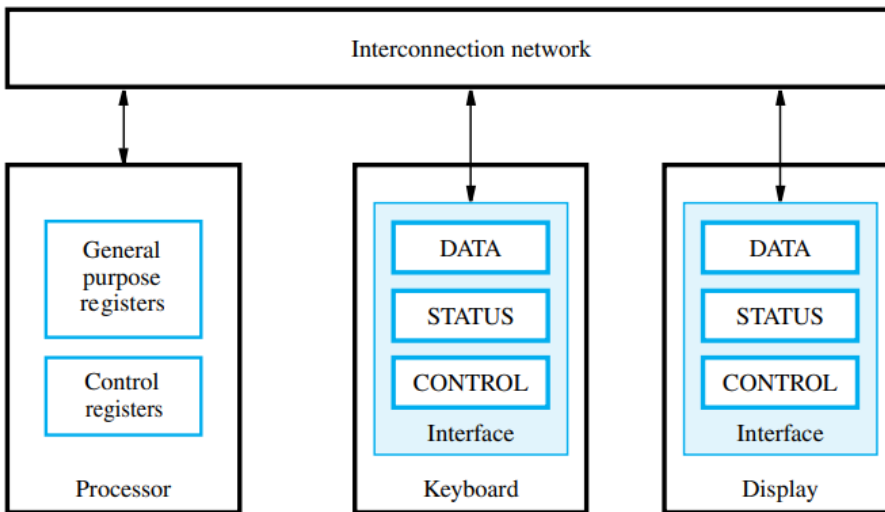 Interconnection network
General
purpose
registers
Control
registers
Processor
DATA
STATUS
CONTROL
Interface
Keyboard
DATA
STATUS
CONTROL
Interface
Display